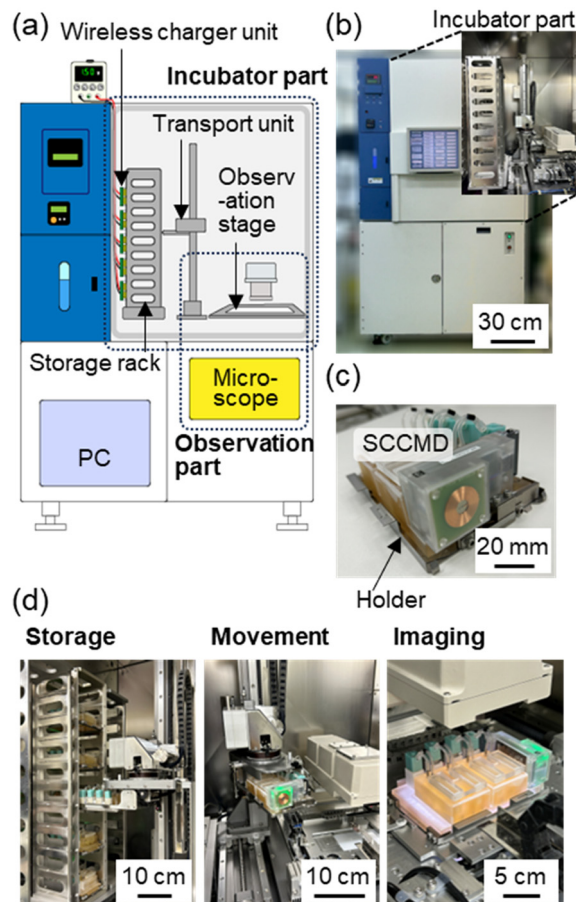 (a)
Wireless charger unit
Incubator part
Transport unit
Observ
-ation
stage
Storage rack
Micro-
scope
PC
Observation
part
(b)
Incubator part
30 cm
(c)
SCCMD
20 mm
Holder
(d)
Storage
Movement
Imaging
10 cm
10 cm
5 cm